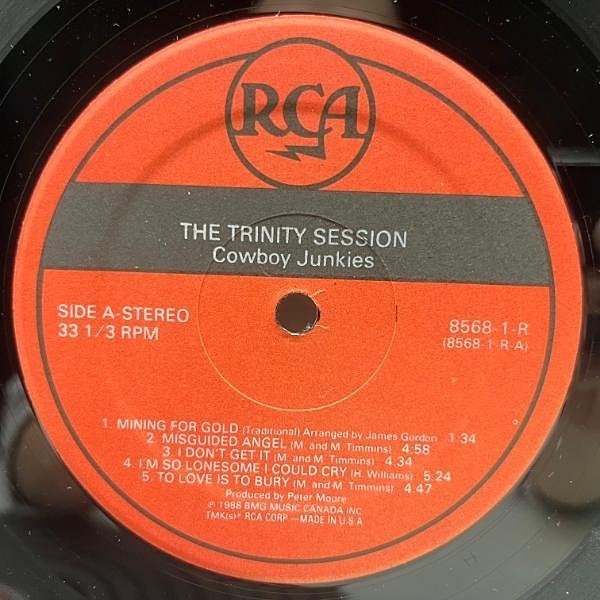 RCA
THE TRINITY SESSION
Cowboy Junkies
SIDE A-STEREO
33 1/3 RPM
8568-1-R
(8568-1-R-A)
1. MINING FOR GOLD (Traditional) Arranged by James Gordon 1:34
2. MISGUIDED ANGEL (M. and M. Timmins) 4:58
3. I DON'T GET IT (M. and M. Timmins) 4:34
4. I'M SO LONESOME I COULD CRY (H. Williams) 5:24
5. TO LOVE IS TO BURY (M. and M. Timmins) 4:47
Produced by Peter Moore
℗ 1988 BMG MUSIC CANADA INC.
TMK(s)® RCA CORP.—MADE IN U.S.A.